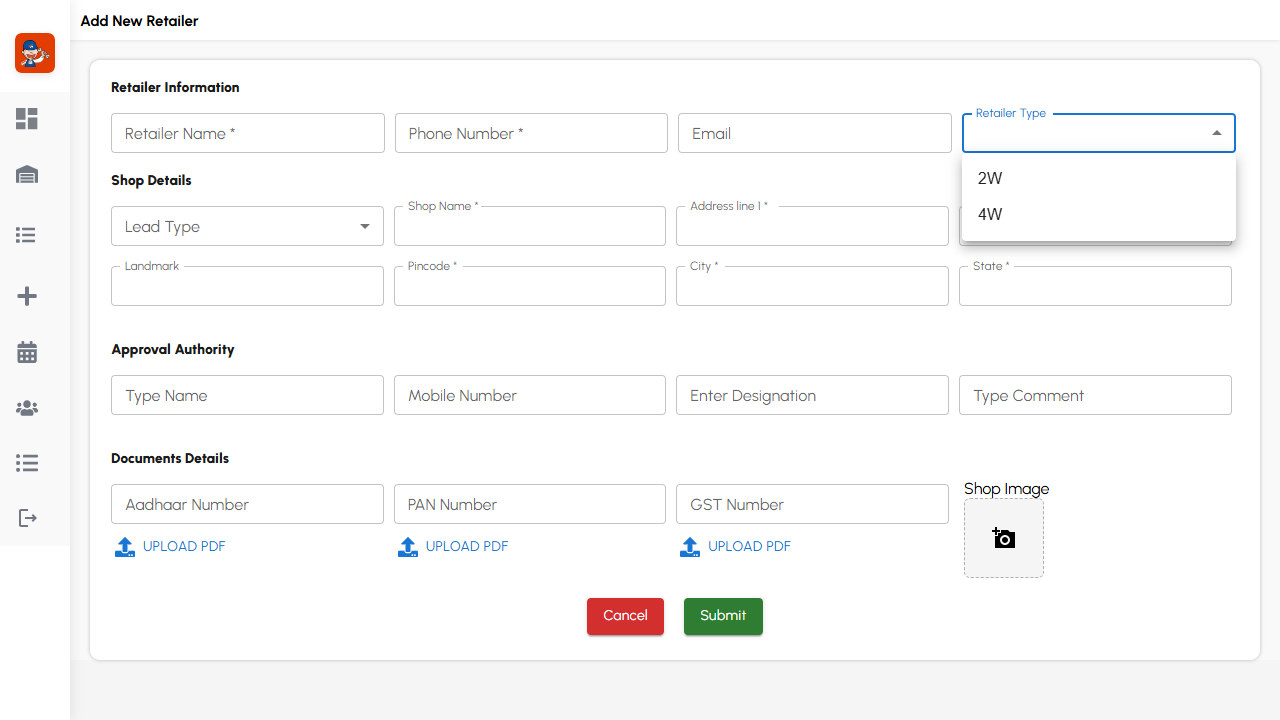 Add New Retailer
Retailer Information
Retailer Name *
Phone Number *
Email
Retailer Type
2W
4W
Shop Details
Lead Type
Shop Name *
Address line 1 *
Landmark
Pincode *
City *
State *
Approval Authority
Type Name
Mobile Number
Enter Designation
Type Comment
Documents Details
Aadhaar Number
PAN Number
GST Number
Shop Image
UPLOAD PDF
UPLOAD PDF
UPLOAD PDF
Cancel
Submit